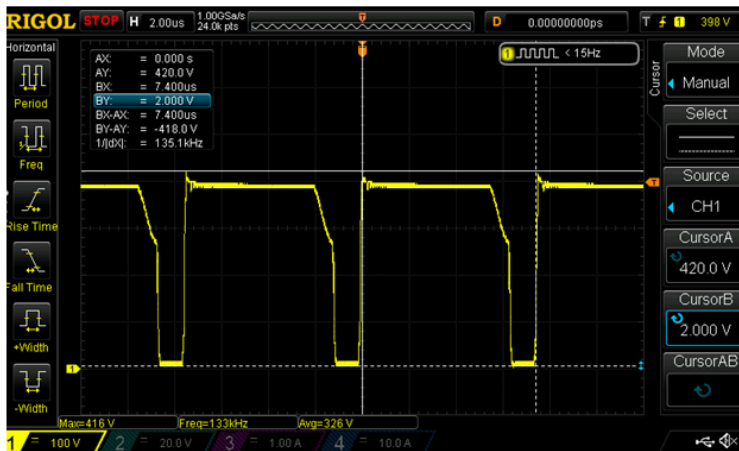 RIGOL STOP H 2.00us 1.00GSa/s 24.0k pts D 0.00000000ps T 1 398 V
Horizontal
Period
Freq
Rise Time
Fall Time
+Width
-Width
AX: = 0.000 s
AY: = 420.0 V
BX: = 7.400us
BY: = 2.000 V
BX-AX: = 7.400us
BY-AY: = -418.0 V
1/|dX|: = 135.1kHz
T
1 < 15Hz
T
1
Cursor
Mode
Manual
Select
Source
CH1
CursorA
420.0 V
CursorB
2.000 V
CursorAB
Max=416 V Freq=133kHz Avg=326 V
1 = 100 V 2 = 20.0 V 3 = 1.00 A 4 = 10.0 A